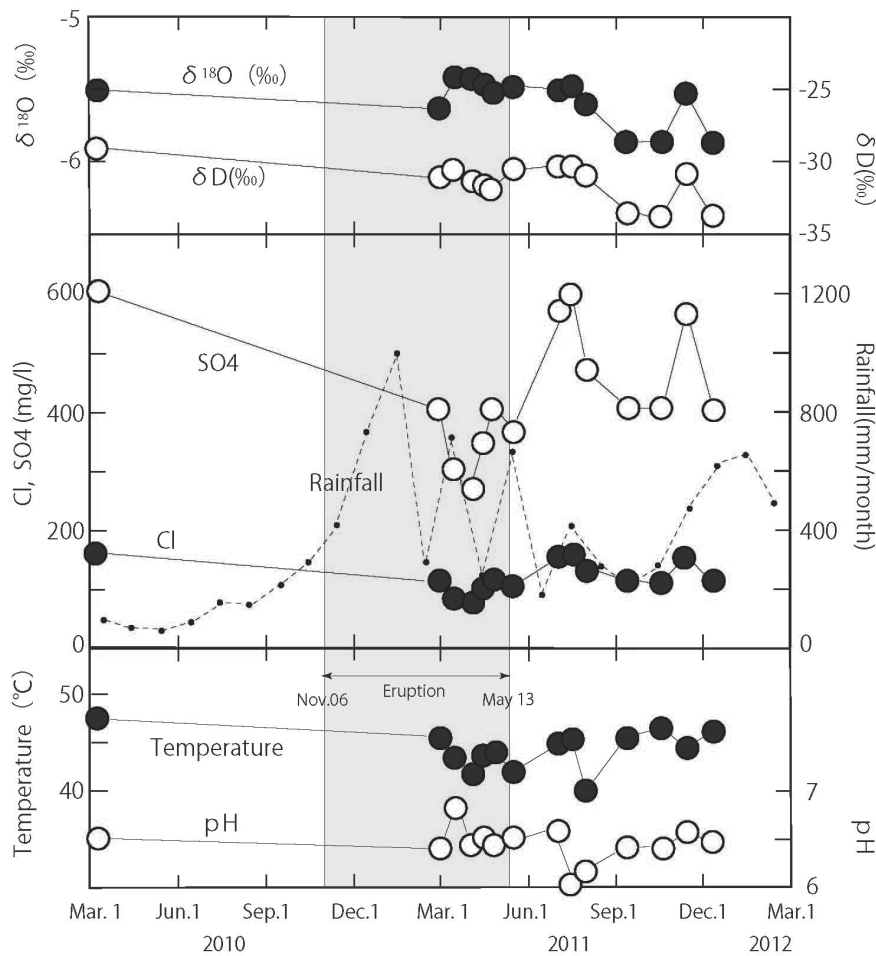 -5
-6
δ 18O (‰)
δ 18O (‰)
δ D(‰)
-25
-30
-35
δ D(‰)
600
400
200
0
Cl, SO4 (mg/l)
SO4
Rainfall
Cl
1200
800
400
0
Rainfall(mm/month)
Eruption
Nov.06
May 13
50
40
Temperature (℃)
Temperature
pH
7
6
pH
Mar. 1
Jun.1
Sep.1
Dec.1
Mar. 1
Jun.1
Sep.1
Dec.1
Mar.1
2010
2011
2012